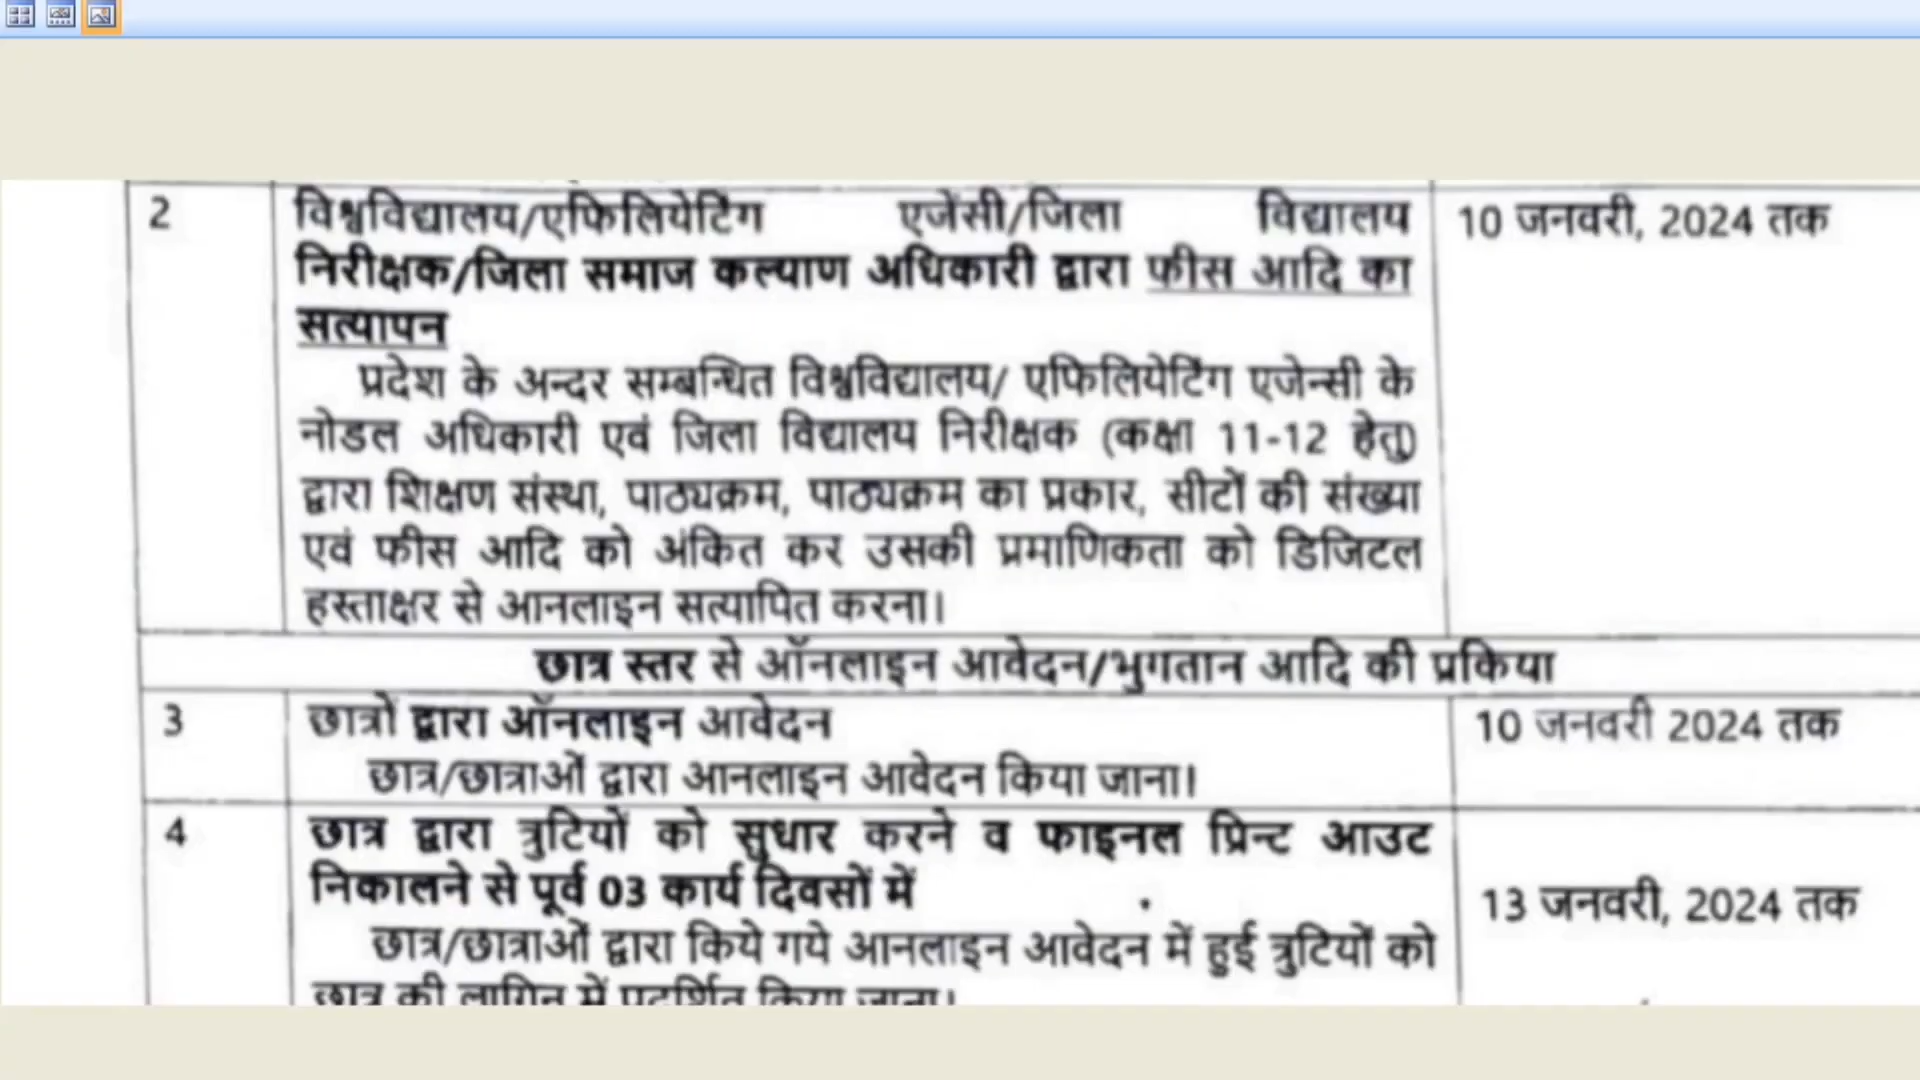 2
विश्वविद्यालय/एफिलियेटिंग एजेंसी/जिला विद्यालय
निरीक्षक/जिला समाज कल्याण अधिकारी द्वारा फीस आदि का
सत्यापन
प्रदेश के अन्दर सम्बन्धित विश्वविद्यालय/ एफिलियेटिंग एजेन्सी के
नोडल अधिकारी एवं जिला विद्यालय निरीक्षक (कक्षा 11-12 हेतु)
द्वारा शिक्षण संस्था, पाठ्यक्रम, पाठ्यक्रम का प्रकार, सीटों की संख्या
एवं फीस आदि को अंकित कर उसकी प्रमाणिकता को डिजिटल
हस्ताक्षर से आनलाइन सत्यापित करना।
10 जनवरी, 2024 तक
छात्र स्तर से ऑनलाइन आवेदन/भुगतान आदि की प्रकिया
3
छात्रों द्वारा ऑनलाइन आवेदन
छात्र/छात्राओं द्वारा आनलाइन आवेदन किया जाना।
10 जनवरी 2024 तक
4
छात्र द्वारा त्रुटियों को सुधार करने व फाइनल प्रिन्ट आउट
निकालने से पूर्व 03 कार्य दिवसों में
छात्र/छात्राओं द्वारा किये गये आनलाइन आवेदन में हुई त्रुटियों को
छात्र की लागिन में प्रदर्शित किया जाना।
13 जनवरी, 2024 तक